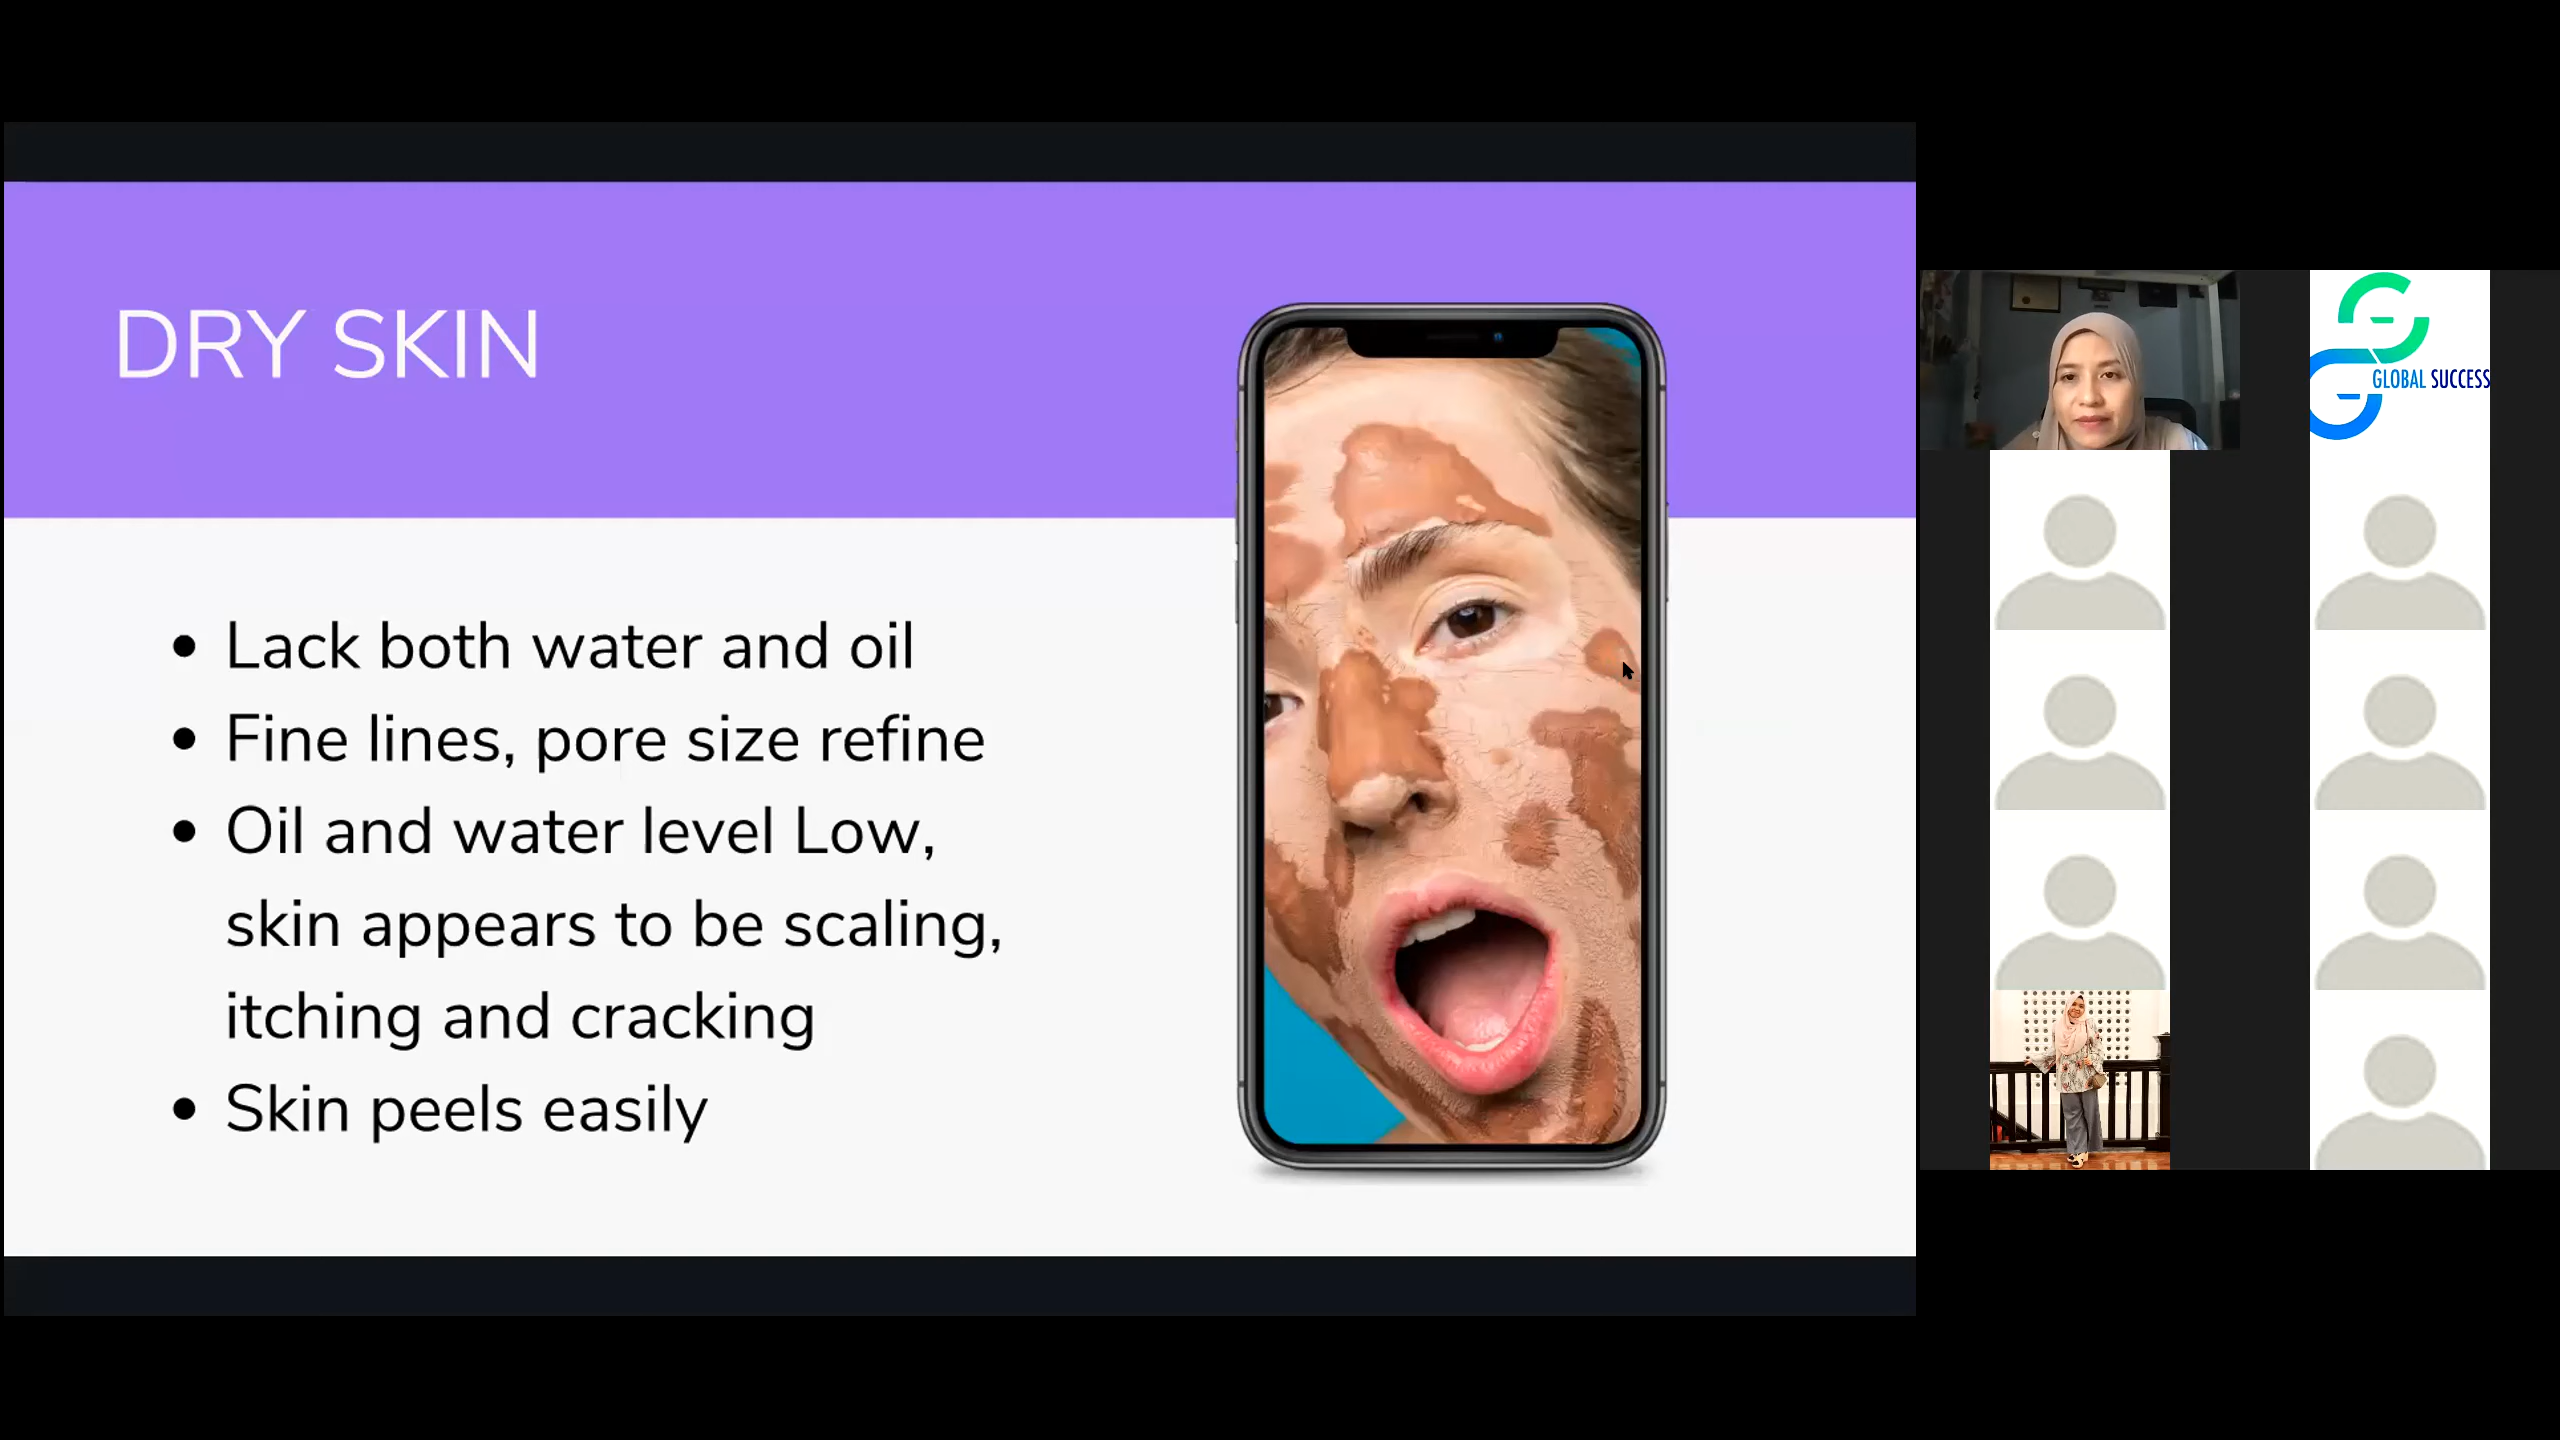 DRY SKIN
Lack both water and oil
Fine lines, pore size refine
Oil and water level Low,
skin appears to be scaling,
itching and cracking
Skin peels easily
GLOBAL SUCCESS